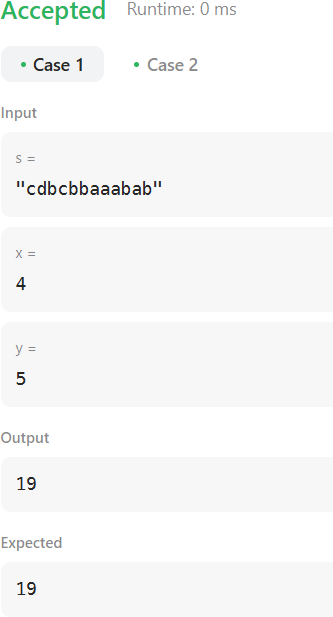 Accepted Runtime: 0 ms
• Case 1 • Case 2
Input
s =
"cdbcbbaaabab"
x =
4
y =
5
Output
19
Expected
19